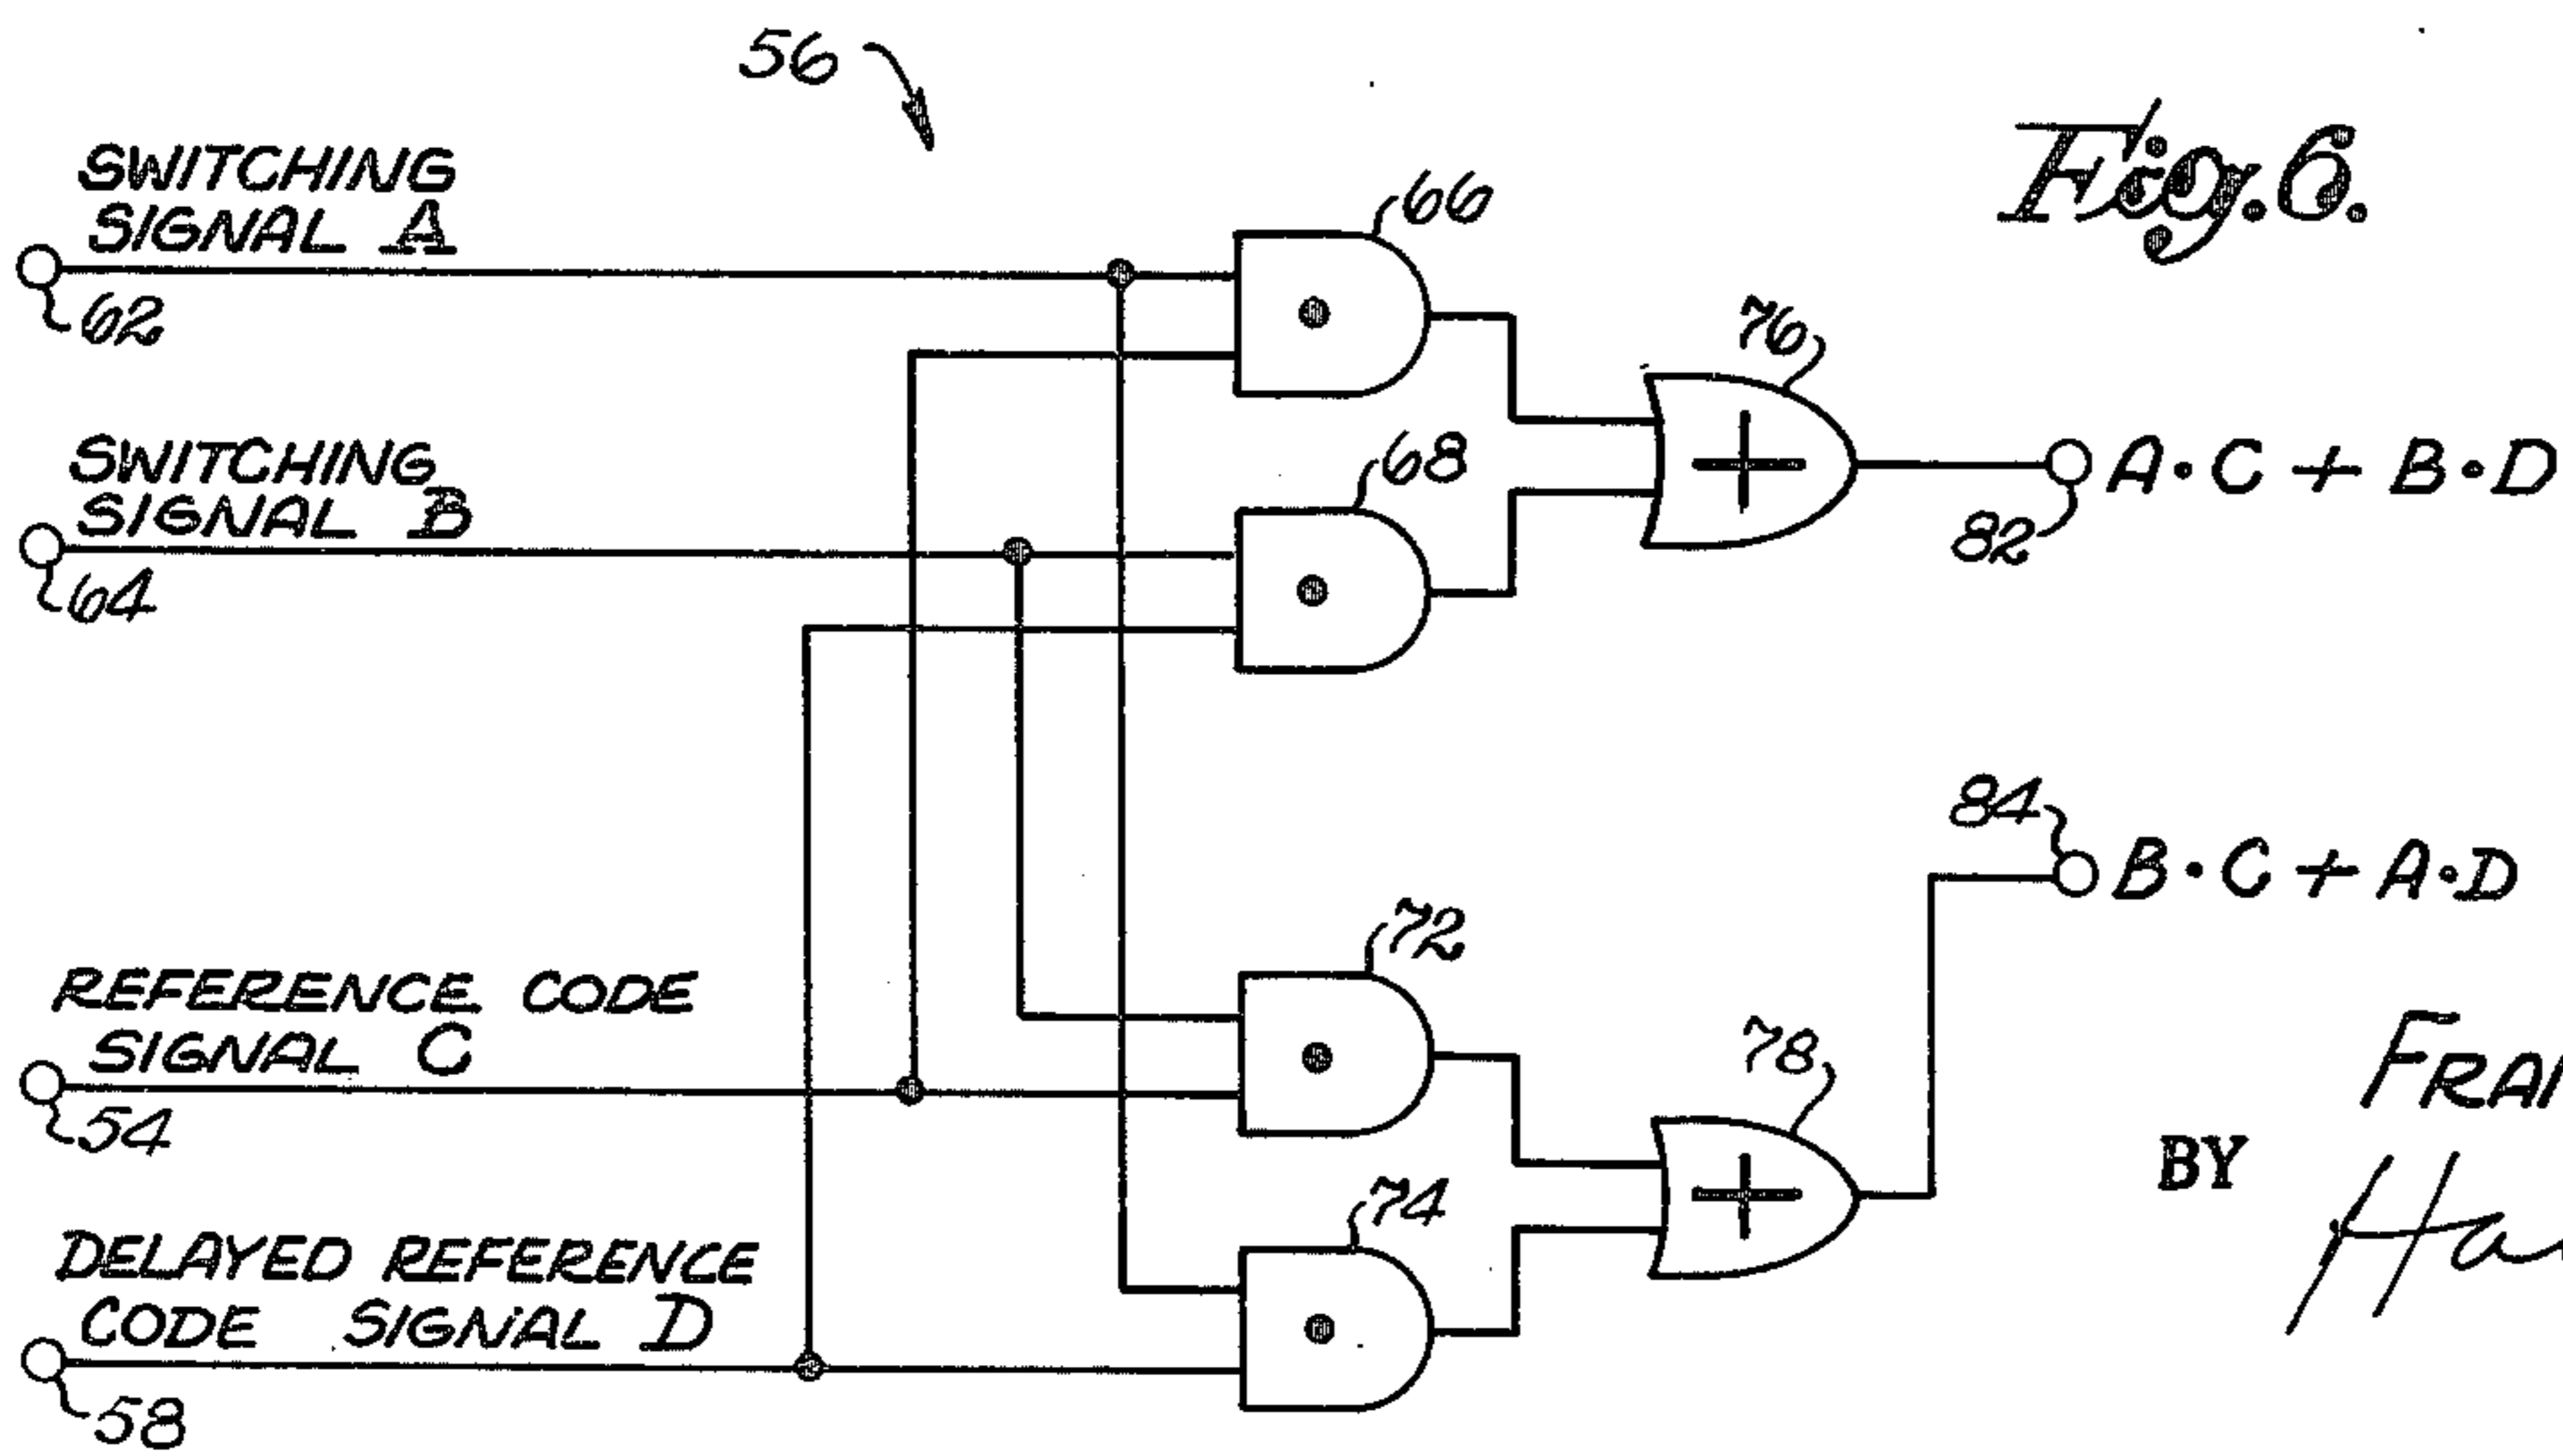 56
Fig. 6.
SWITCHING
SIGNAL A
62
66
76
SWITCHING
SIGNAL B
64
68
A·C + B·D
82
84
B·C + A·D
72
REFERENCE CODE
SIGNAL C
54
78
BY
74
DELAYED REFERENCE
CODE SIGNAL D
58